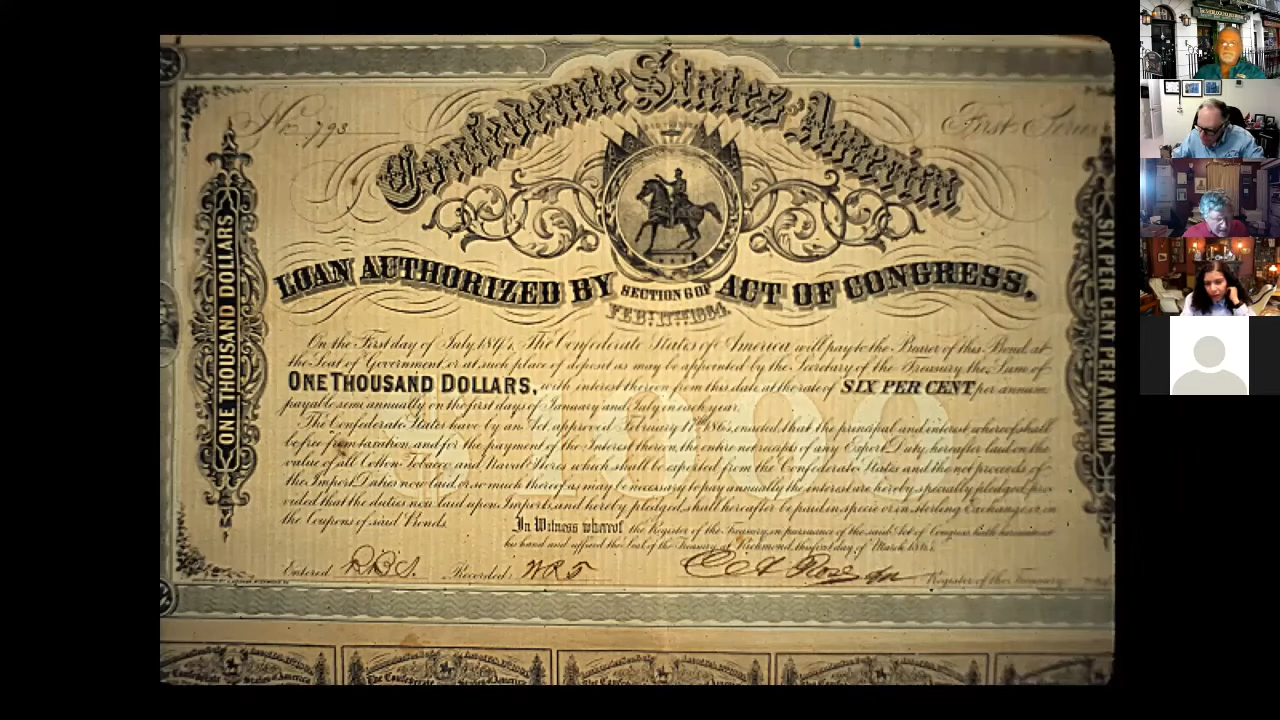 No. 793
First Series
Confederate States of America
LOAN AUTHORIZED BY SECTION 6 OF ACT OF CONGRESS.
FEB. 17TH 1864.
ONE THOUSAND DOLLARS
SIX PER CENT PER ANNUM
On the First day of July, The Confederate States of America will pay to the Bearer of this Bond, at
the Seat of Government, or at such place of deposit as may be appointed by the Secretary of the Treasury, the Sum of
ONE THOUSAND DOLLARS, with interest thereon from this date, at the rate of SIX PER CENT per annum
payable semi annually on the first days of January and July in each year.
$1000
The Confederate States have by an Act, approved February 17th enacted that the principal and interest whereof shall
be free from taxation and for the payment of the Interest thereon, the entire net receipts of any Export Duty, hereafter laid on the
value of all Cotton, Tobacco and Naval Stores which shall be exported from the Confederate States and the net proceeds of
the Import Duties now laid, or so much thereof as may be necessary to pay annually the interest are hereby specially pledged, pro-
vided that the duties now laid upon Imports and hereby pledged, shall hereafter be paid in specie or in sterling Exchange, or in
the Coupons of said Bonds.
In Witness whereof the Register of the Treasury, in pursuance of the said Act of Congress, hath hereunto set
his hand and affixed the Seal of the Treasury, at Richmond, this first day of March
Entered Recorded Register of the Treasury
The Confederate States of America